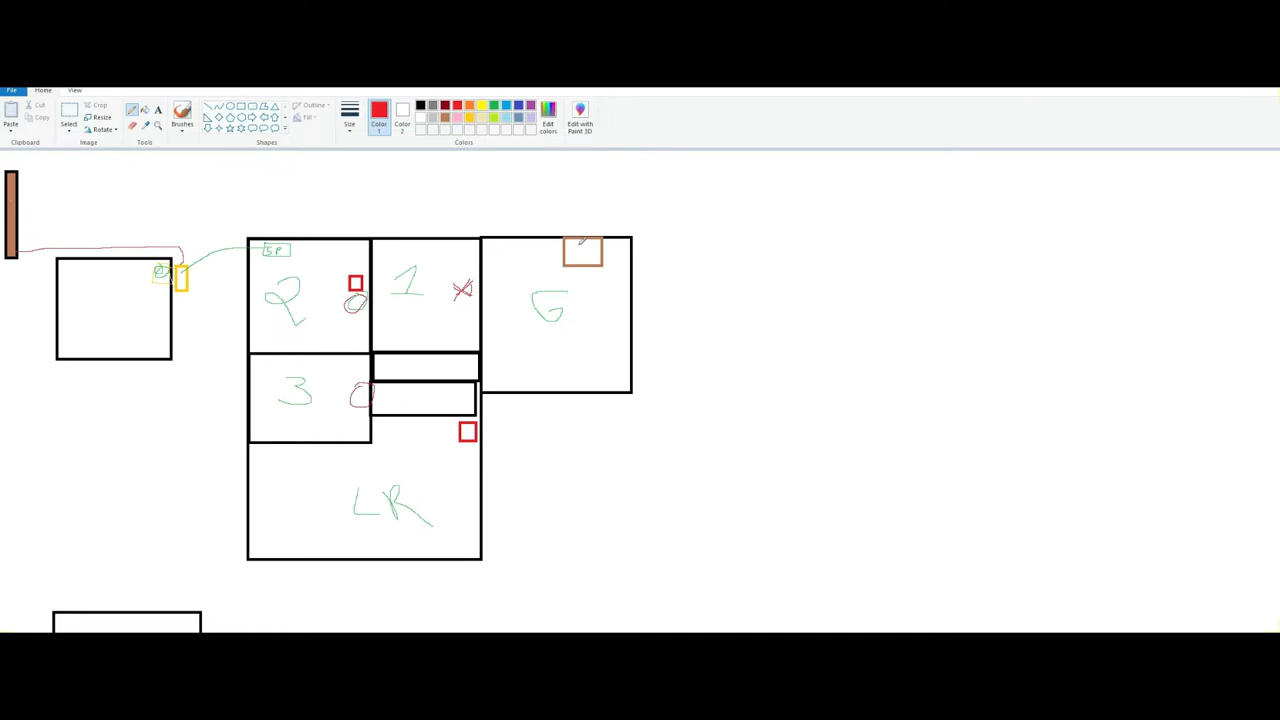 File Home View
Cut
Copy
Paste
Clipboard
Select
Crop
Resize
Rotate
Image
A
Tools
Brushes
Outline
Fill
Shapes
Size
Color 1
Color 2
Edit colors
Edit with Paint 3D
Colors
SP
2
1
G
3
LR